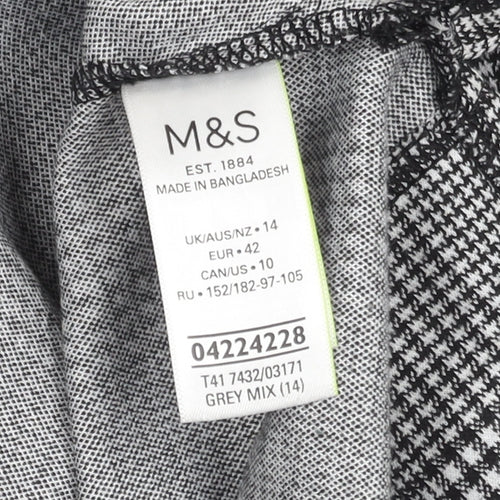 M&S
EST. 1884
MADE IN BANGLADESH
UK/AUS/NZ • 14
EUR • 42
CAN/US • 10
RU • 152/182-97-105
04224228
T41 7432/03171
GREY MIX (14)